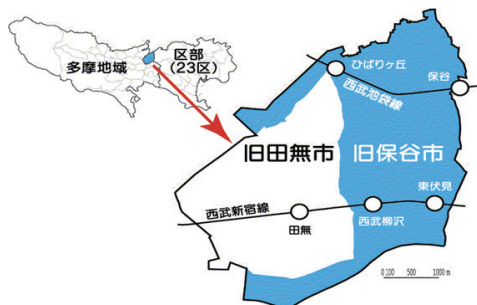 多摩地域
区部
(23区)
ひばりヶ丘
保谷
西武池袋線
旧田無市
旧保谷市
東伏見
西武新宿線
田無
西武柳沢
0 100 500 1000 m